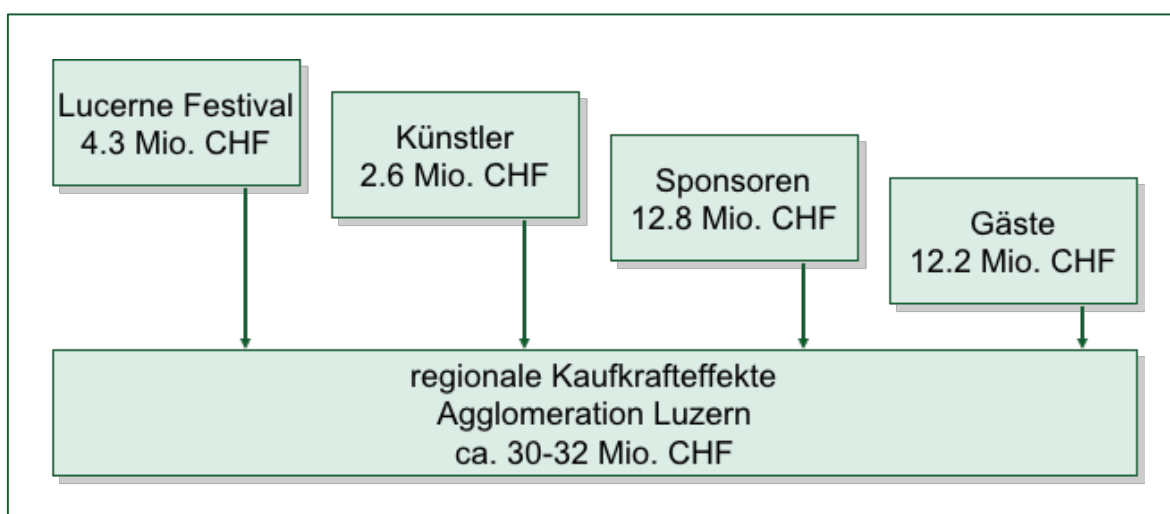 Lucerne Festival
4.3 Mio. CHF
Künstler
2.6 Mio. CHF
Sponsoren
12.8 Mio. CHF
Gäste
12.2 Mio. CHF
regionale Kaufkrafteffekte
Agglomeration Luzern
ca. 30-32 Mio. CHF